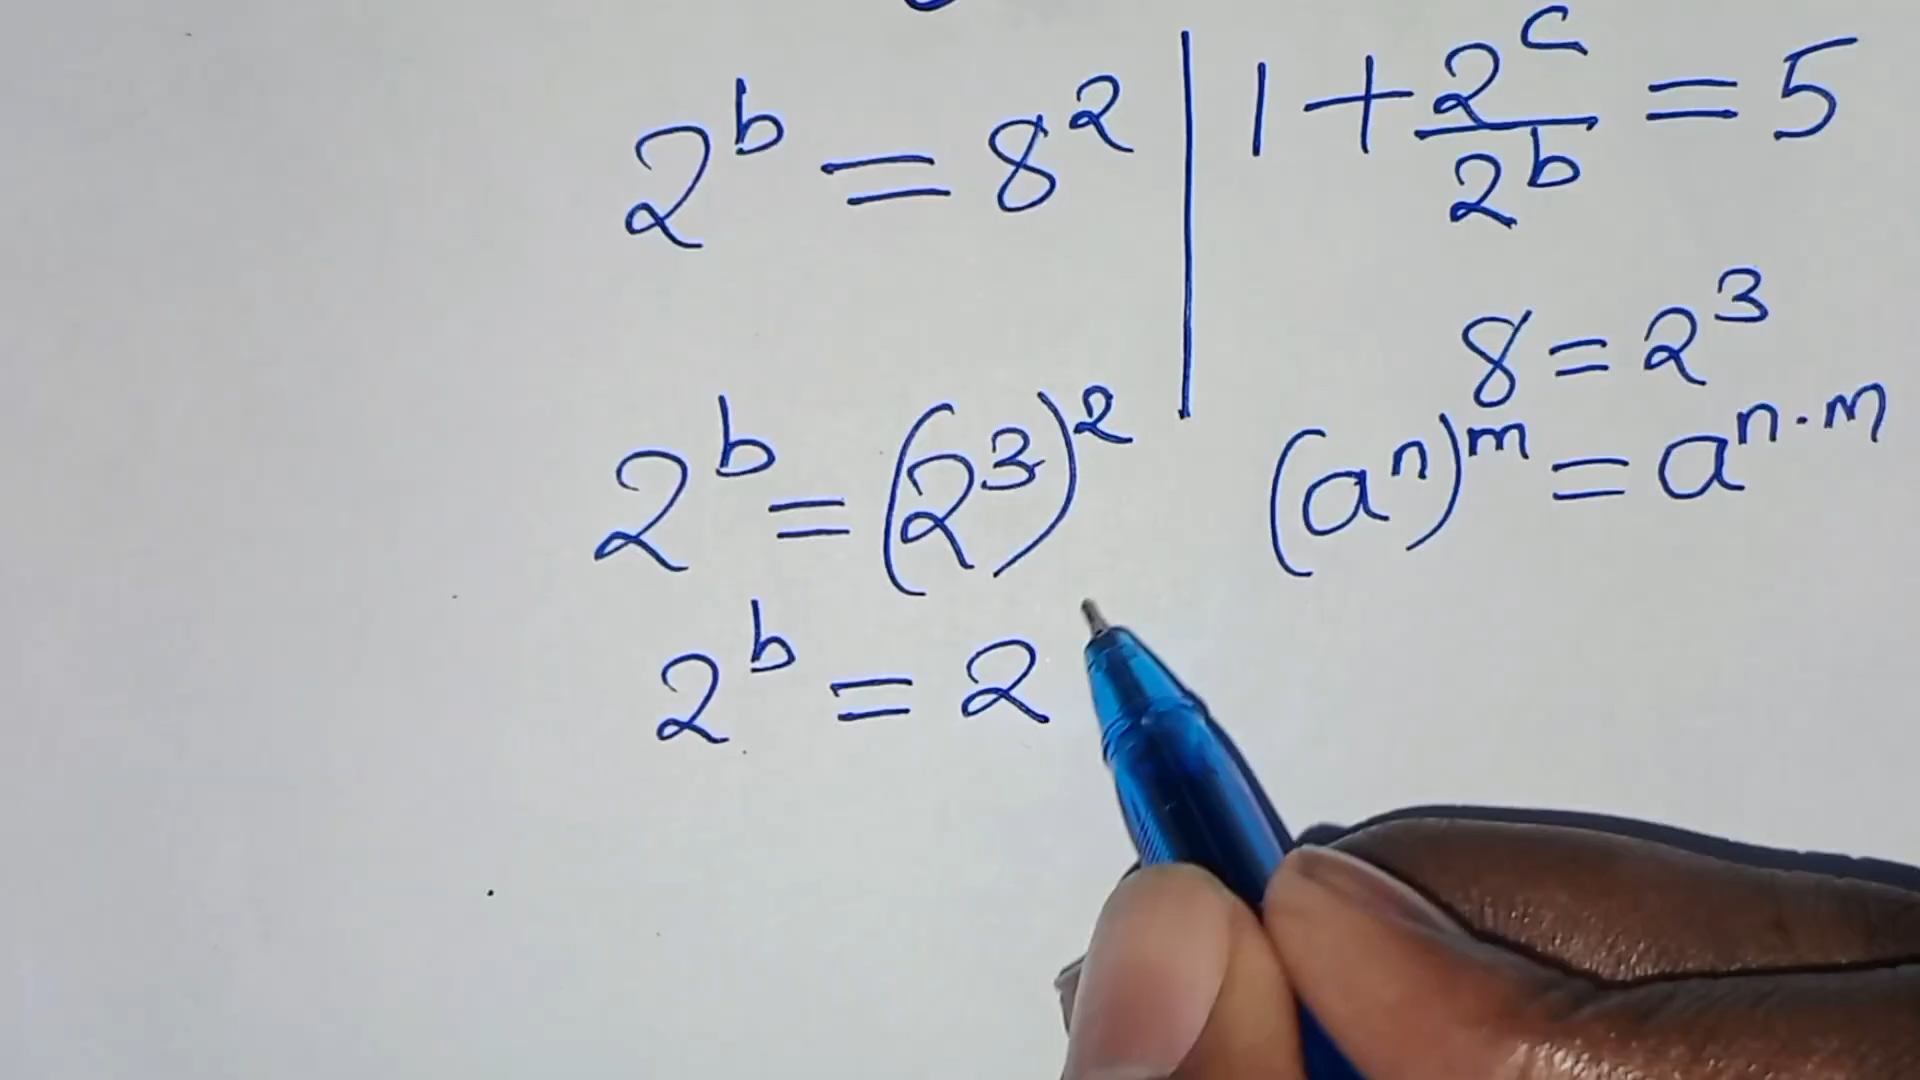 2^b = 8^2 | 1 + 2^c/2^b = 5
8 = 2^3
2^b = (2^3)^2
(a^n)^m = a^{n·m}
2^b = 2